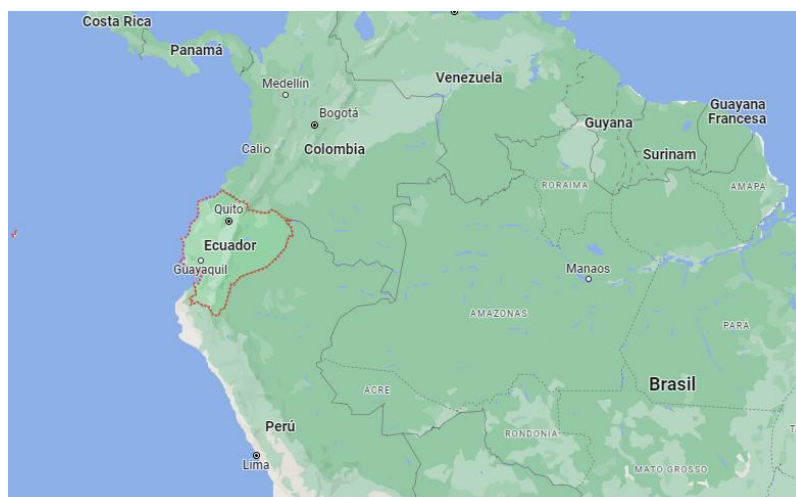 Costa Rica
Panamá
Medellín
Venezuela
Guayana
Francesa
Bogotá
Guyana
Cali
Colombia
Surinam
RORAIMA
AMAPÁ
Quito
Ecuador
Guayaquil
Manaos
AMAZONAS
PARÁ
ACRE
Brasil
Perú
RONDONIA
Lima
MATO GROSSO